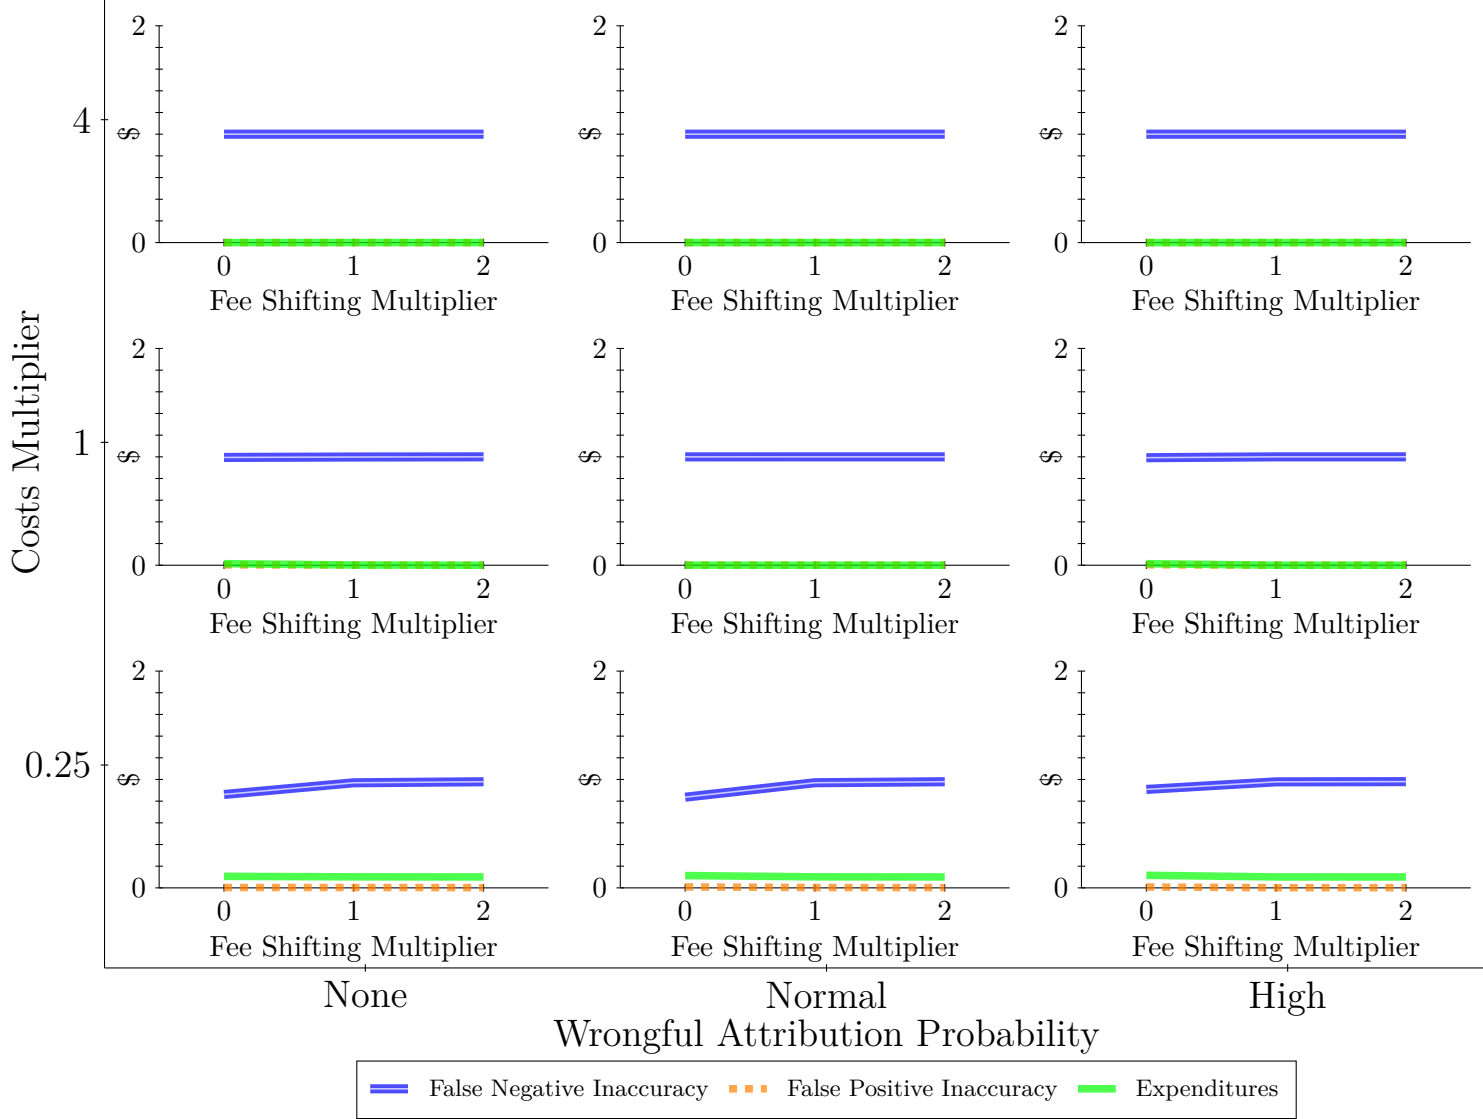 Costs Multiplier
4
2
$
0
0 1 2
Fee Shifting Multiplier
2
$
0
0 1 2
Fee Shifting Multiplier
2
$
0
0 1 2
Fee Shifting Multiplier
1
2
$
0
0 1 2
Fee Shifting Multiplier
2
$
0
0 1 2
Fee Shifting Multiplier
2
$
0
0 1 2
Fee Shifting Multiplier
0.25
2
$
0
0 1 2
Fee Shifting Multiplier
2
$
0
0 1 2
Fee Shifting Multiplier
2
$
0
0 1 2
Fee Shifting Multiplier
None Normal High
Wrongful Attribution Probability
False Negative Inaccuracy False Positive Inaccuracy Expenditures